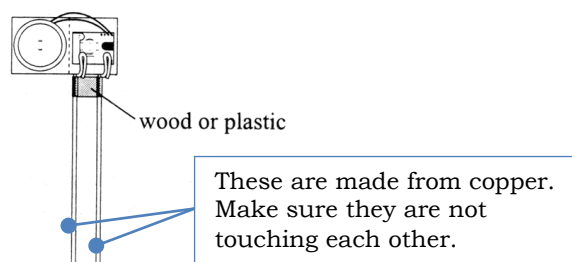 wood or plastic
These are made from copper.
Make sure they are not
touching each other.